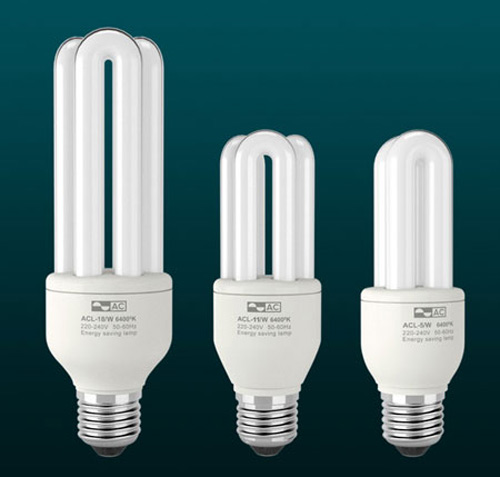 AC
ACL-18/W 6400°K
220-240V 50-60Hz
Energy saving lamp
AC
ACL-11/W 6400°K
220-240V 50-60Hz
Energy saving lamp
AC
ACL-5/W 6400°K
220-240V 50-60Hz
Energy saving lamp